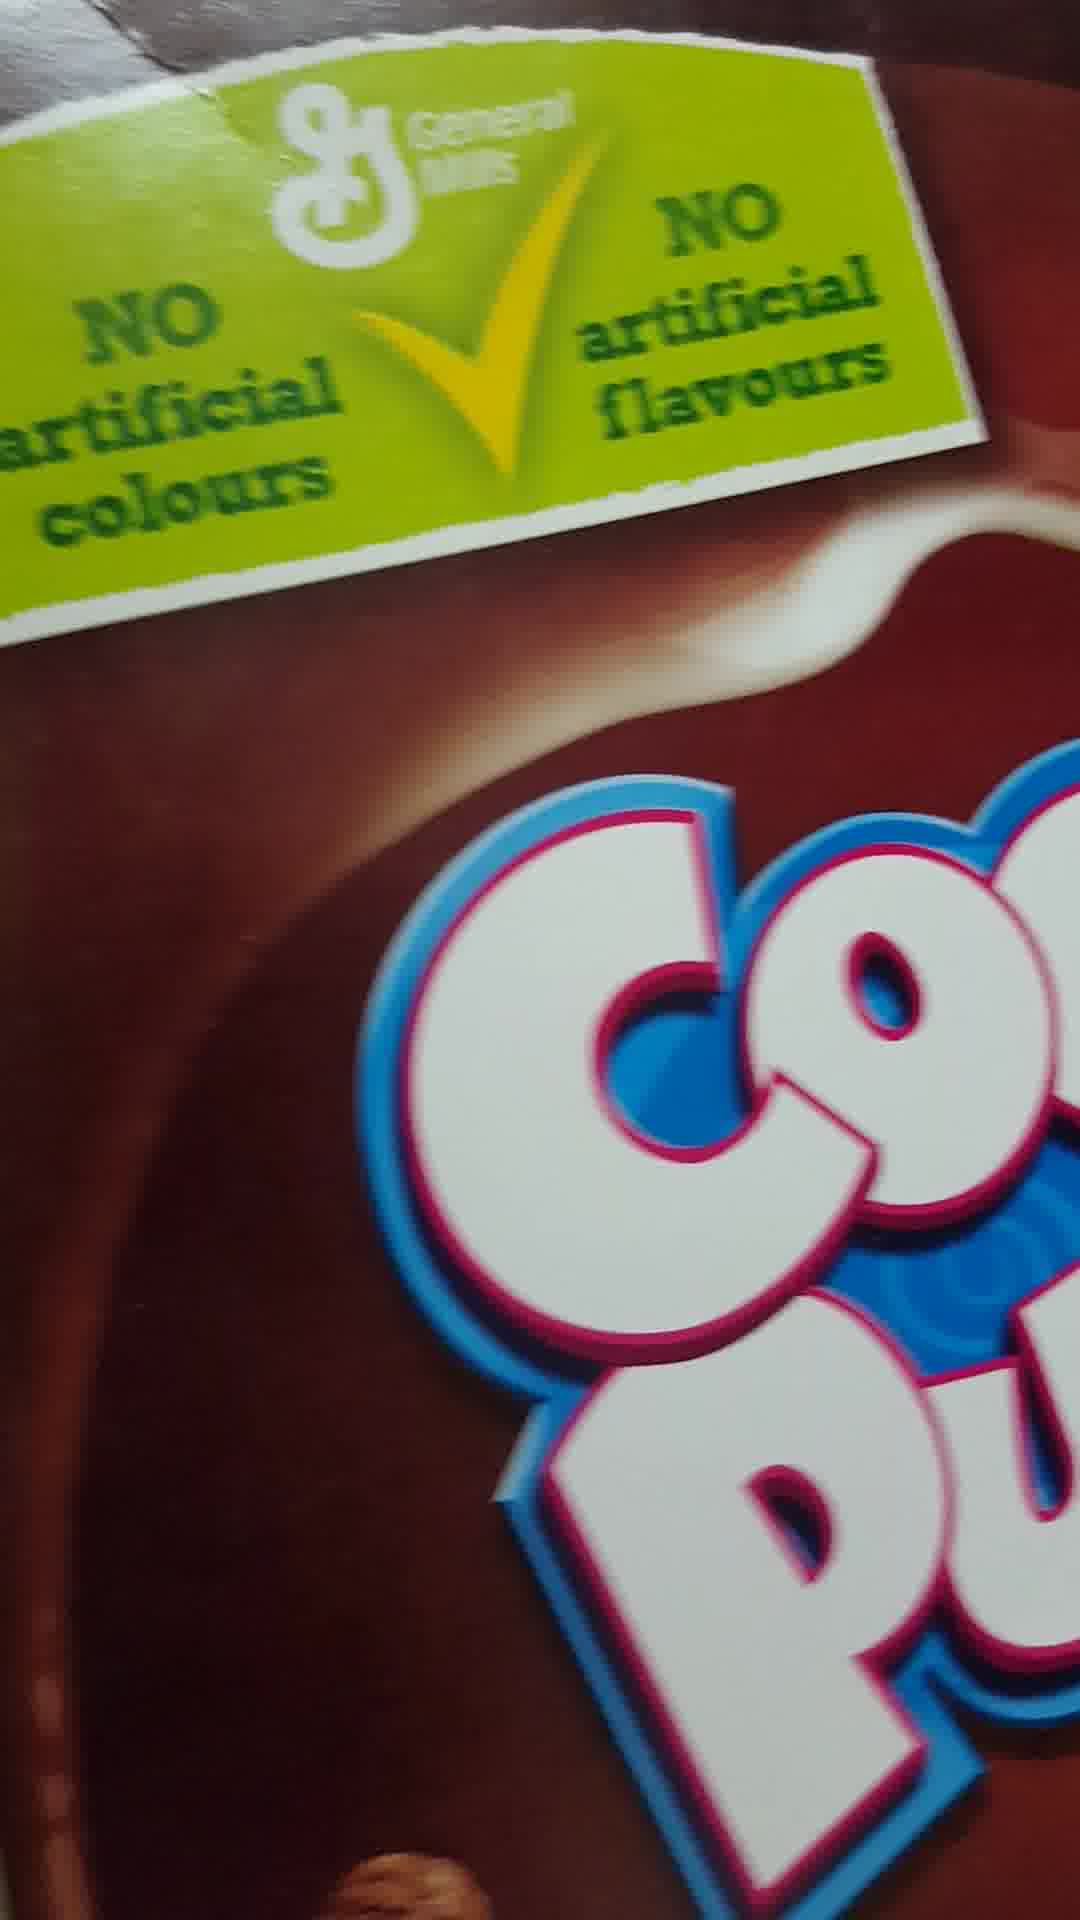 General
Mills
NO
artificial
colours
NO
artificial
flavours
Co
Pu